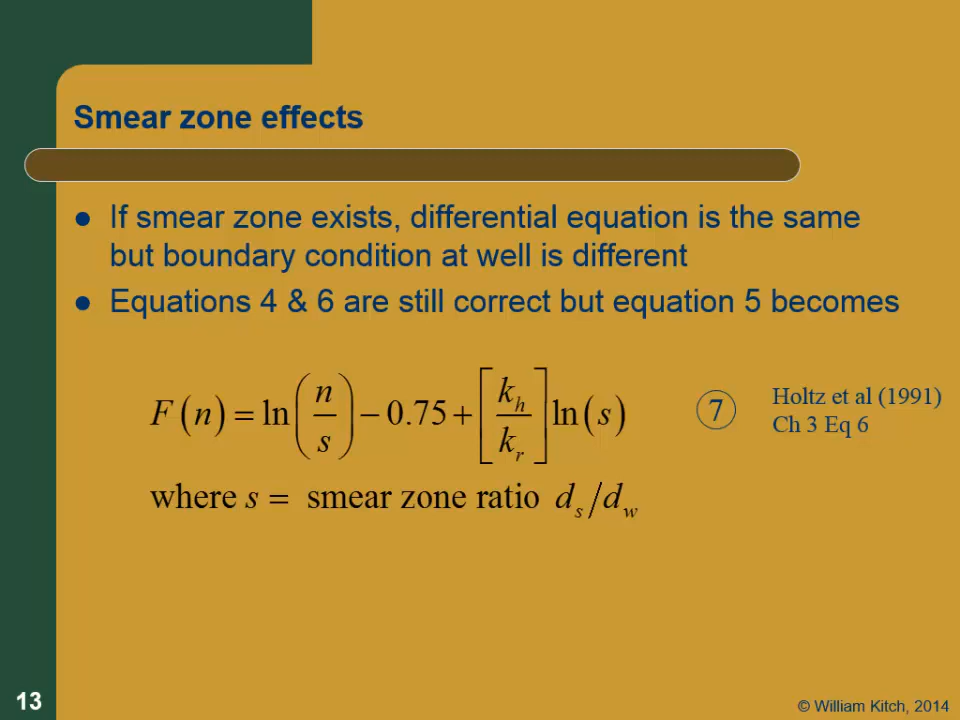 Smear zone effects
● If smear zone exists, differential equation is the same
but boundary condition at well is different
● Equations 4 & 6 are still correct but equation 5 becomes
F(n) = ln(n/s) − 0.75 + [k_h/k_r] ln(s)
⑦
Holtz et al (1991)
Ch 3 Eq 6
where s = smear zone ratio d_s/d_w
13
© William Kitch, 2014